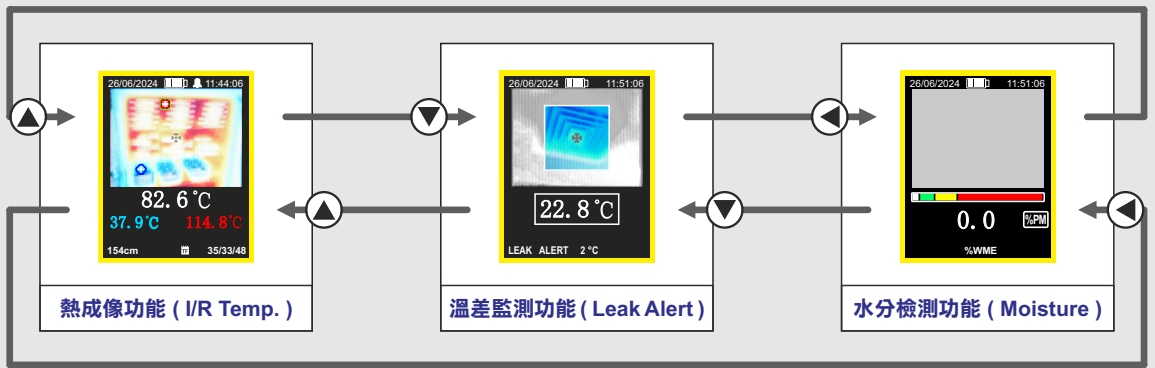 26/06/2024 11:44:06
82.6℃
37.9℃ 114.8℃
154cm 35/33/48
熱成像功能 ( I/R Temp. )
26/06/2024 11:51:06
22.8℃
LEAK ALERT 2 °C
溫差監測功能 ( Leak Alert )
26/06/2024 11:51:06
0.0 %PM
%WME
水分檢測功能 ( Moisture )